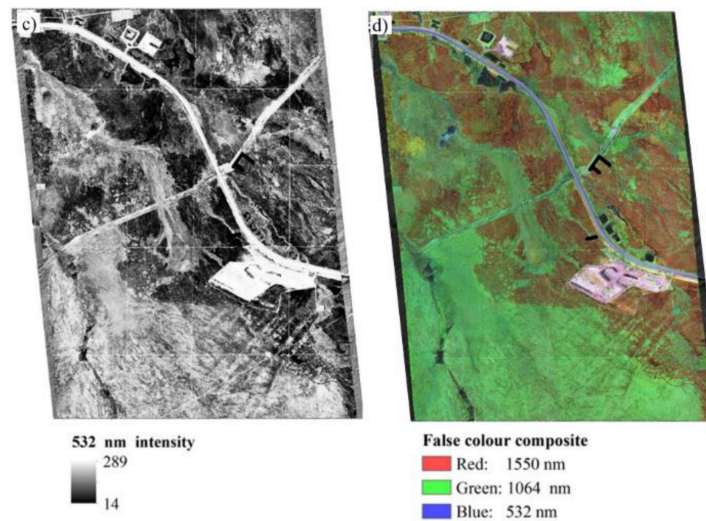 c)
d)
532 nm intensity
289
14
False colour composite
Red: 1550 nm
Green: 1064 nm
Blue: 532 nm